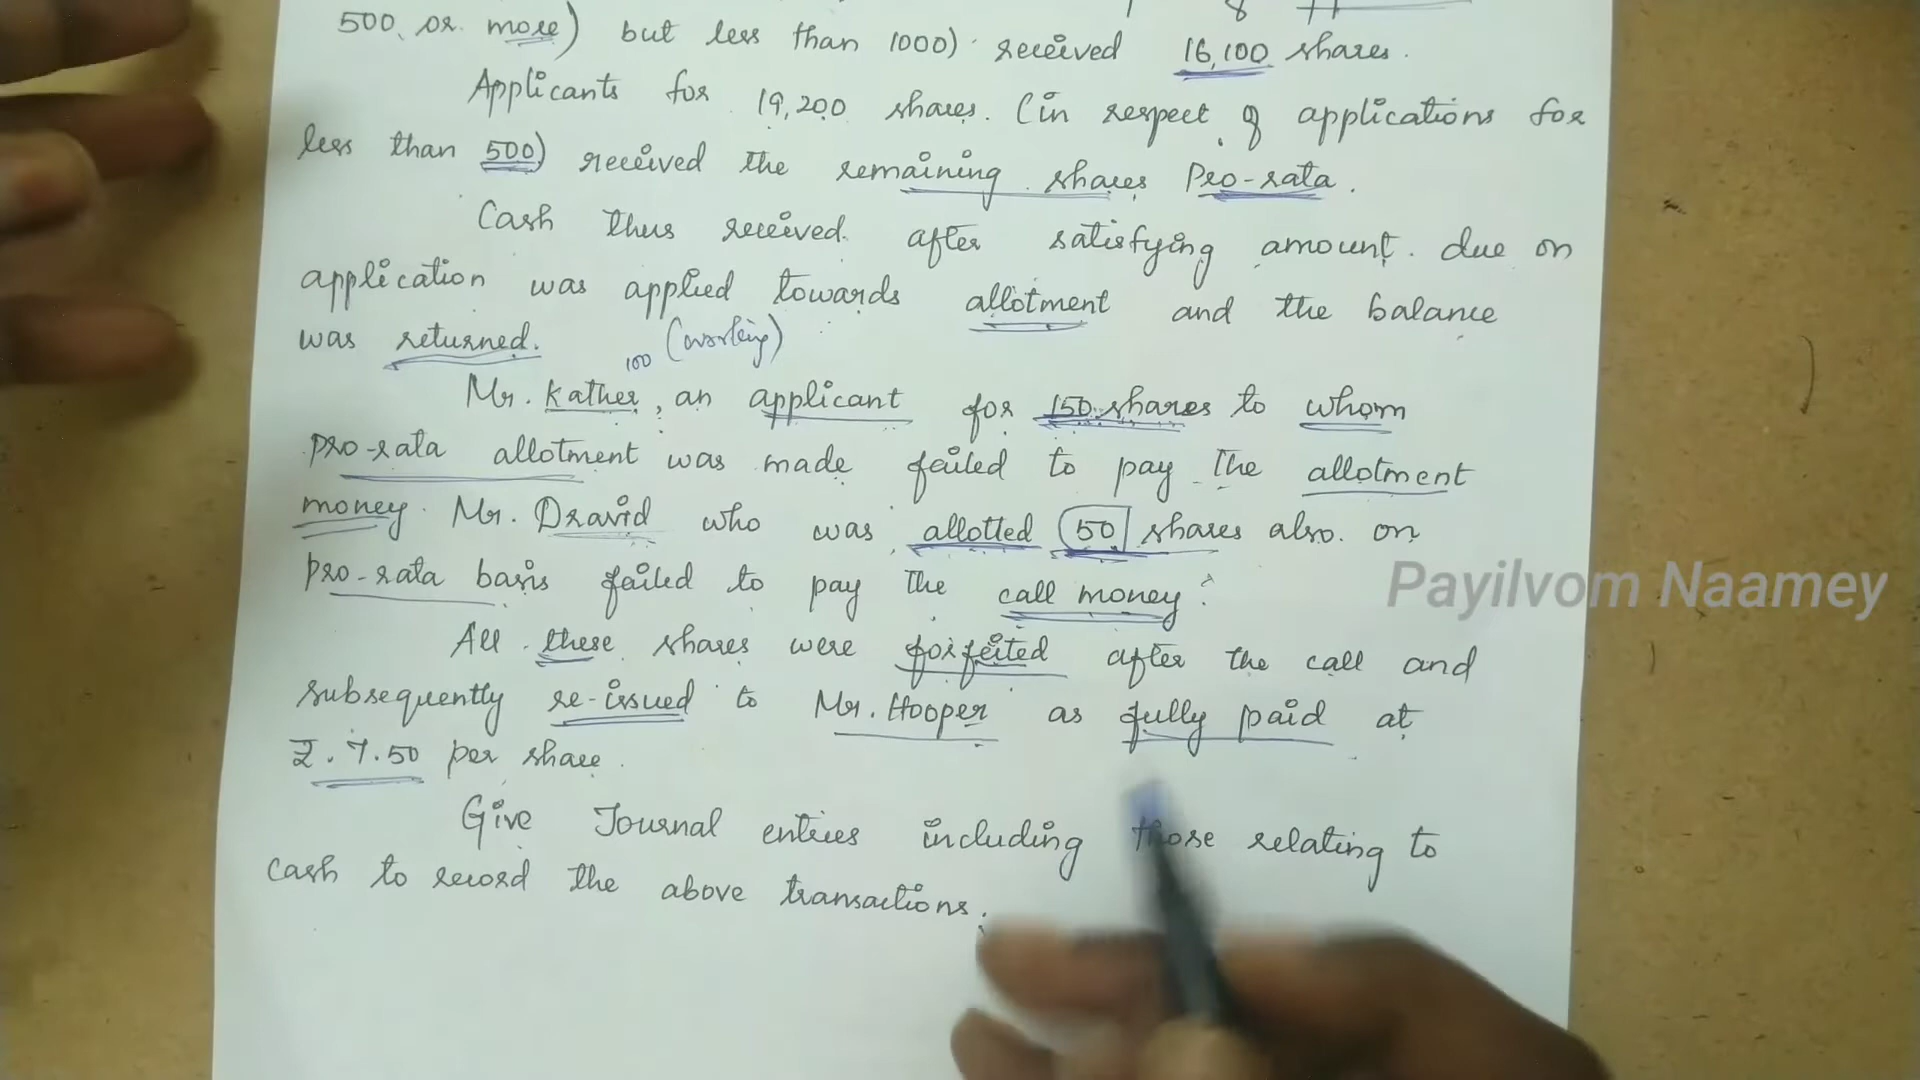 500 or more) but less than 1000) received 16,100 shares.
Applicants for 19,200 shares. (in respect of applications for
less than 500) received the remaining shares Pro-rata.
Cash thus received after satisfying amount due on
application was applied towards allotment and the balance
was returned.
100 (working)
Mr. Kather, an applicant for 150 shares to whom
pro-rata allotment was made failed to pay the allotment
money. Mr. Dravid who was allotted 50 shares also on
pro-rata basis failed to pay the call money.
All these shares were forfeited after the call and
subsequently re-issued to Mr. Hooper as fully paid at
₹. 7.50 per share.
Give Journal entries including those relating to
cash to record the above transactions.
Payilvom Naamey